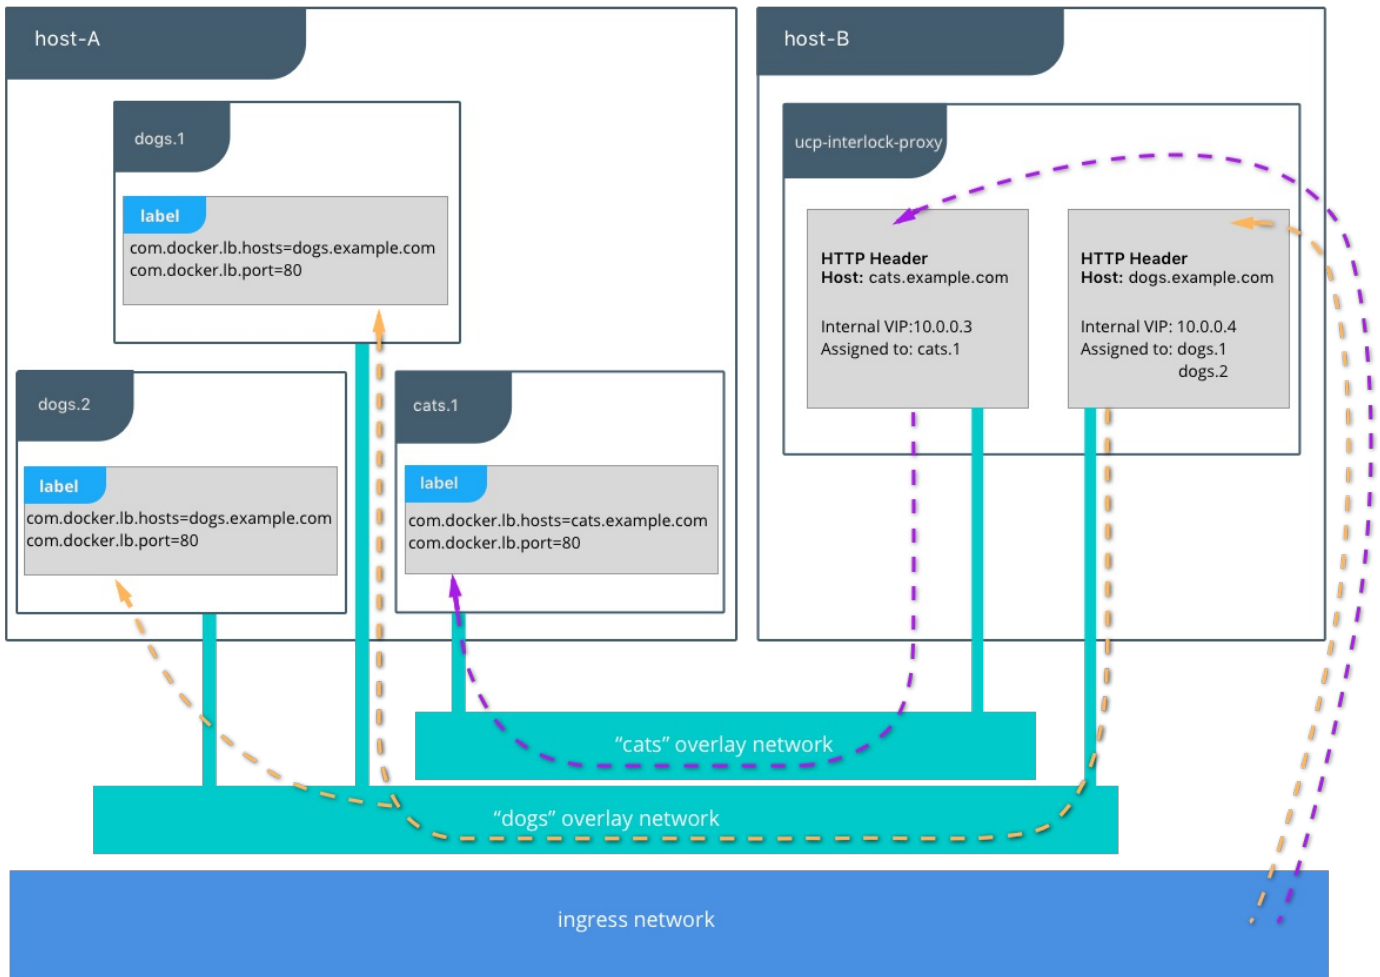 host-A
dogs.1
label
com.docker.lb.hosts=dogs.example.com
com.docker.lb.port=80
dogs.2
label
com.docker.lb.hosts=dogs.example.com
com.docker.lb.port=80
cats.1
label
com.docker.lb.hosts=cats.example.com
com.docker.lb.port=80
host-B
ucp-interlock-proxy
HTTP Header
Host: cats.example.com
Internal VIP:10.0.0.3
Assigned to: cats.1
HTTP Header
Host: dogs.example.com
Internal VIP: 10.0.0.4
Assigned to: dogs.1
dogs.2
“cats” overlay network
“dogs” overlay network
ingress network